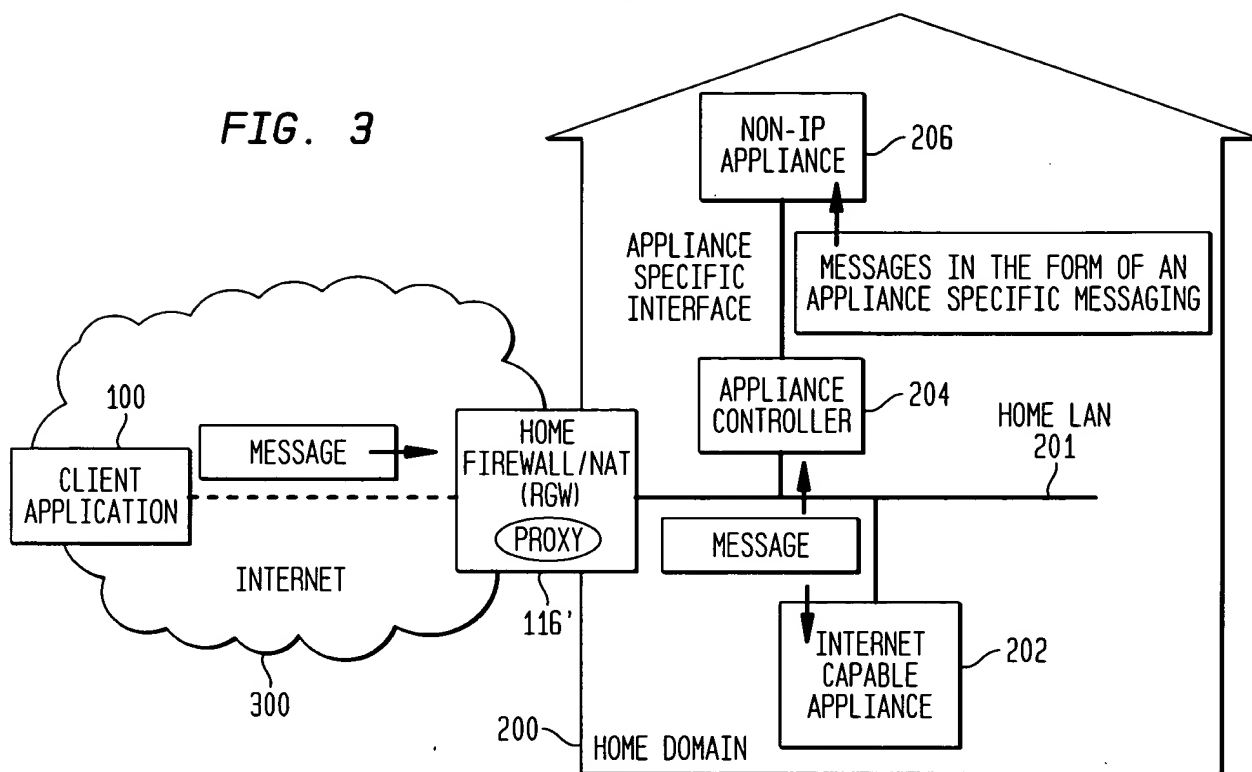 FIG. 3
NON-IP
APPLIANCE
206
APPLIANCE
SPECIFIC
INTERFACE
MESSAGES IN THE FORM OF AN
APPLIANCE SPECIFIC MESSAGING
100
CLIENT
APPLICATION
MESSAGE
HOME
FIREWALL/NAT
(RGW)
PROXY
116'
APPLIANCE
CONTROLLER
204
HOME LAN
201
MESSAGE
INTERNET
300
INTERNET
CAPABLE
APPLIANCE
202
200
HOME DOMAIN